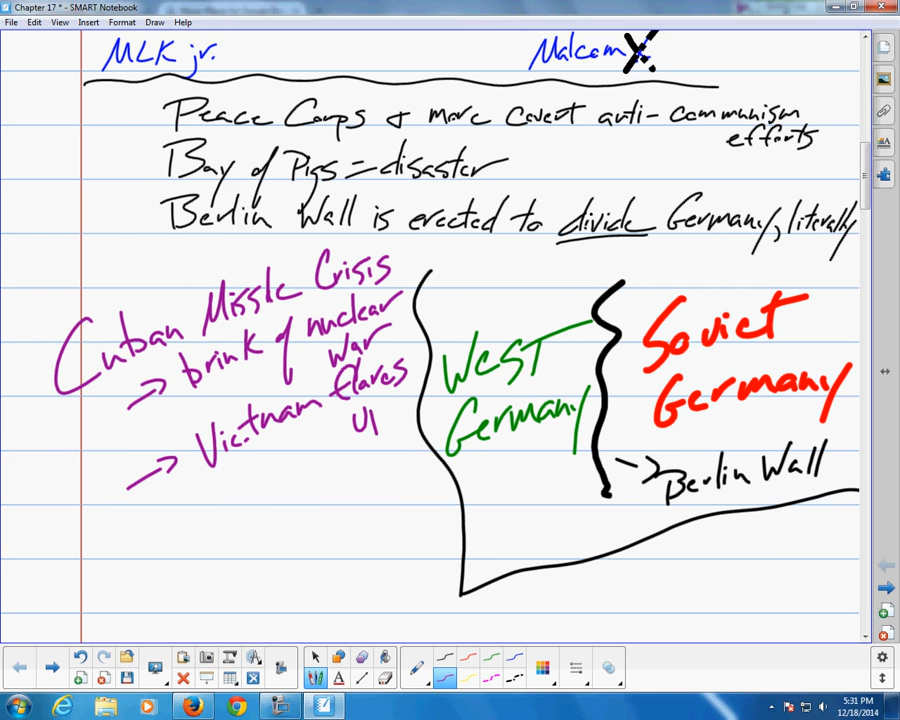 Chapter 17 * - SMART Notebook
File Edit View Insert Format Draw Help
MLK jr. Malcom X
Peace Corps & more covert anti-communism
efforts
Bay of Pigs = disaster
Berlin Wall is erected to divide Germany, literally
Cuban Missle Crisis
→ brink of nuclear
war
→ Vietnam flares
up
West
Germany
Soviet
Germany
→ Berlin Wall
A
5:31 PM
12/18/2014